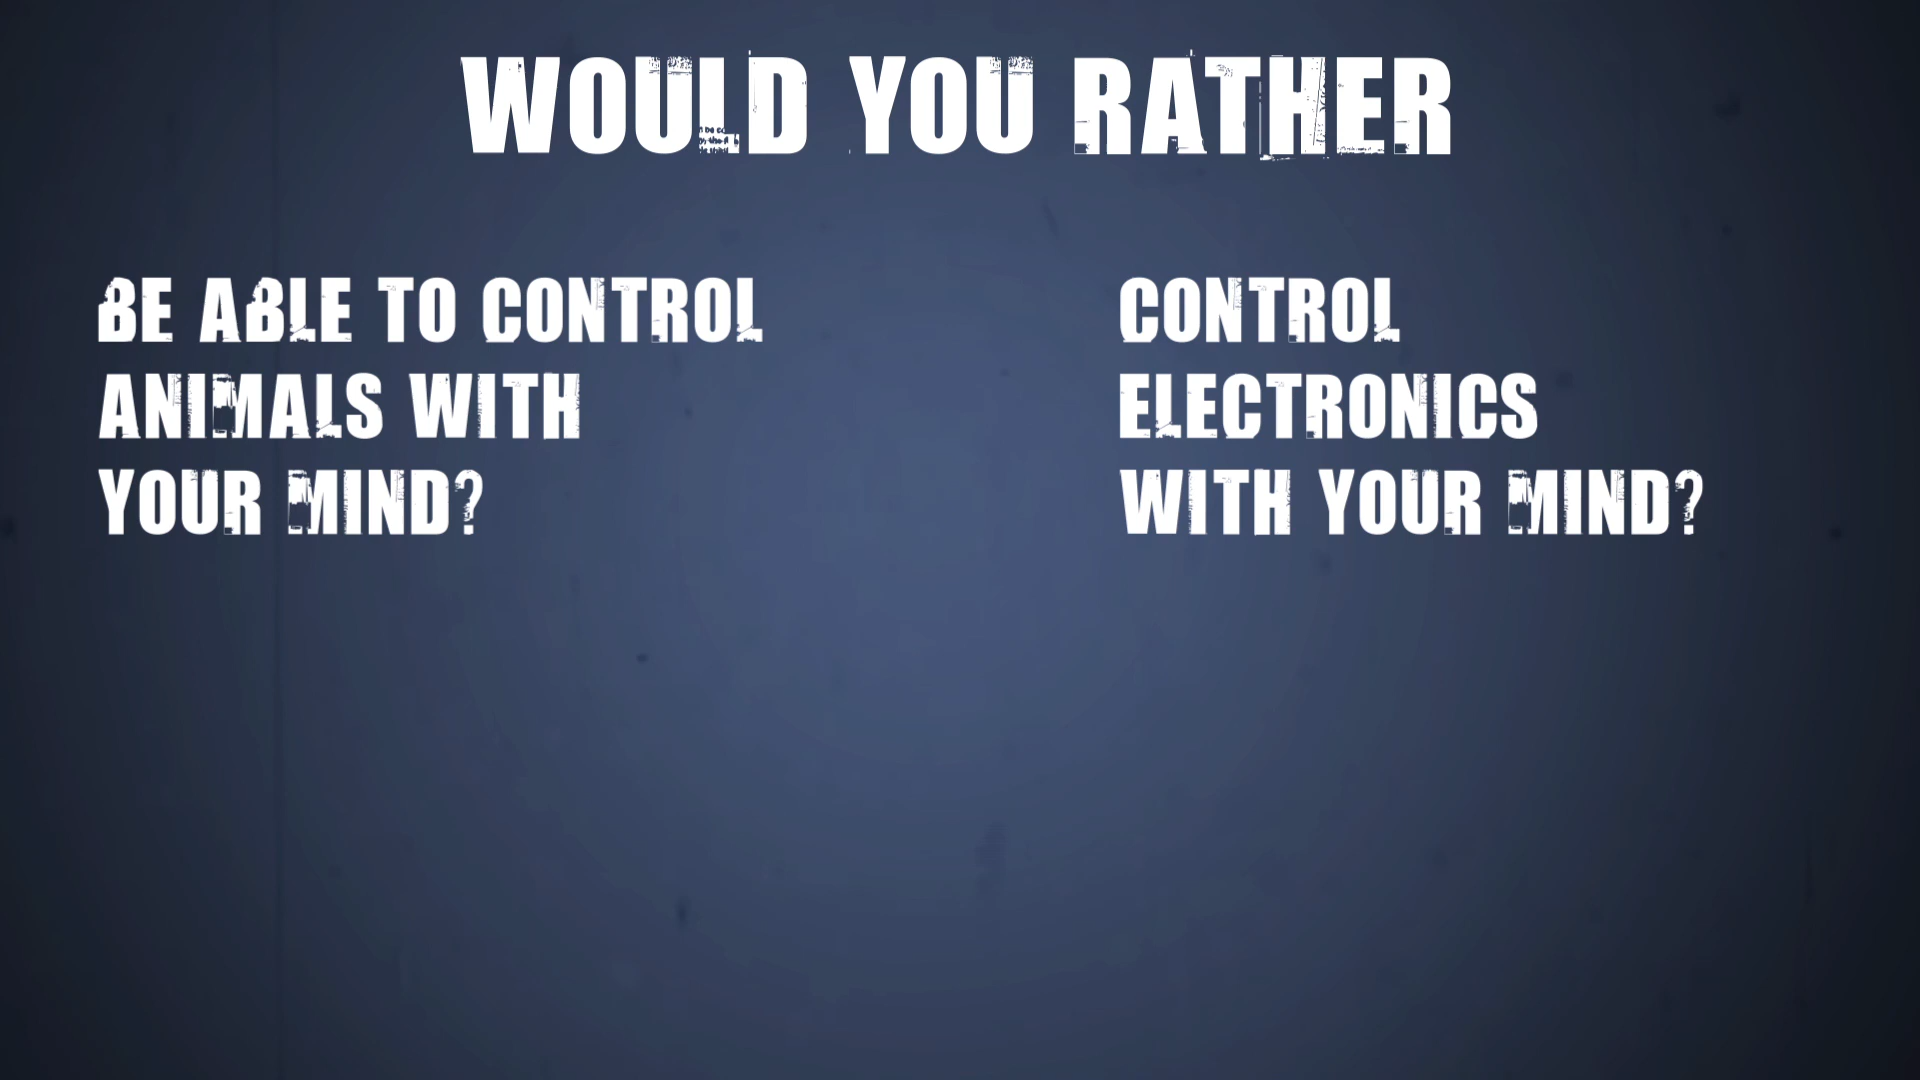 WOULD YOU RATHER
BE ABLE TO CONTROL
ANIMALS WITH
YOUR MIND?
CONTROL
ELECTRONICS
WITH YOUR MIND?